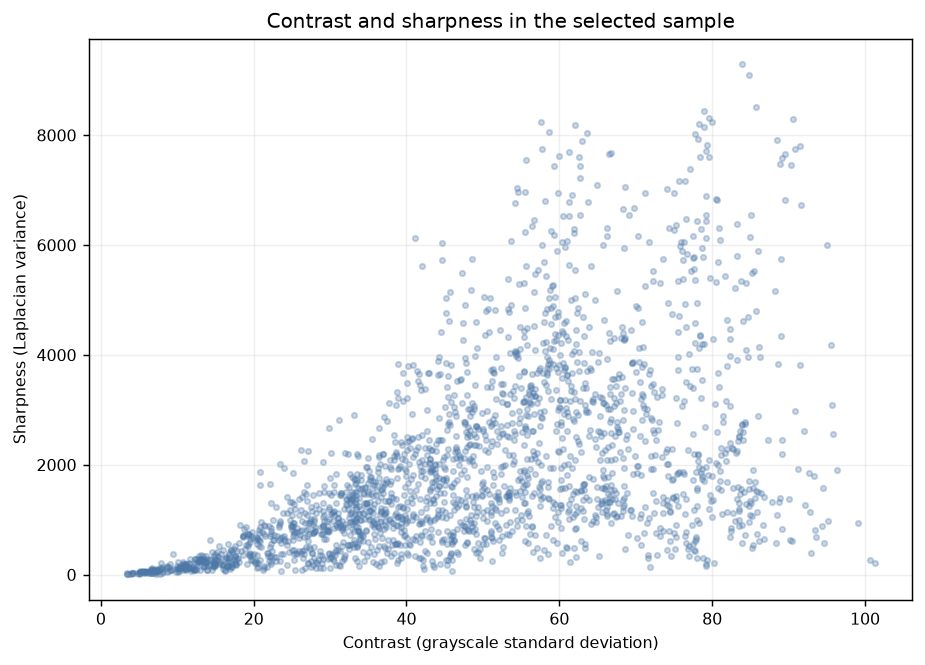 Contrast and sharpness in the selected sample
Sharpness (Laplacian variance)
8000
6000
4000
2000
0
0 20 40 60 80 100
Contrast (grayscale standard deviation)